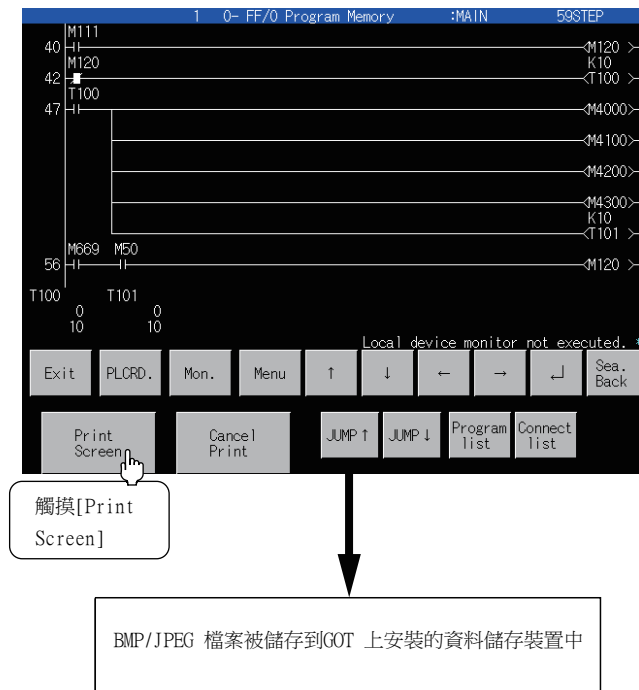 1 0- FF/0 Program Memory :MAIN 59STEP
M111
40 M120
M120 K10
42 T100
T100
47 M4000
M4100
M4200
M4300
K10
T101
M669 M50
56 M120
T100 T101
0 0
10 10
Local device monitor not executed. *
Exit PLCRD. Mon. Menu ↑ ↓ ← → ↵ Sea. Back
Print Screen Cancel Print JUMP↑ JUMP↓ Program list Connect list
觸摸[Print
Screen]
BMP/JPEG 檔案被儲存到GOT 上安裝的資料儲存裝置中